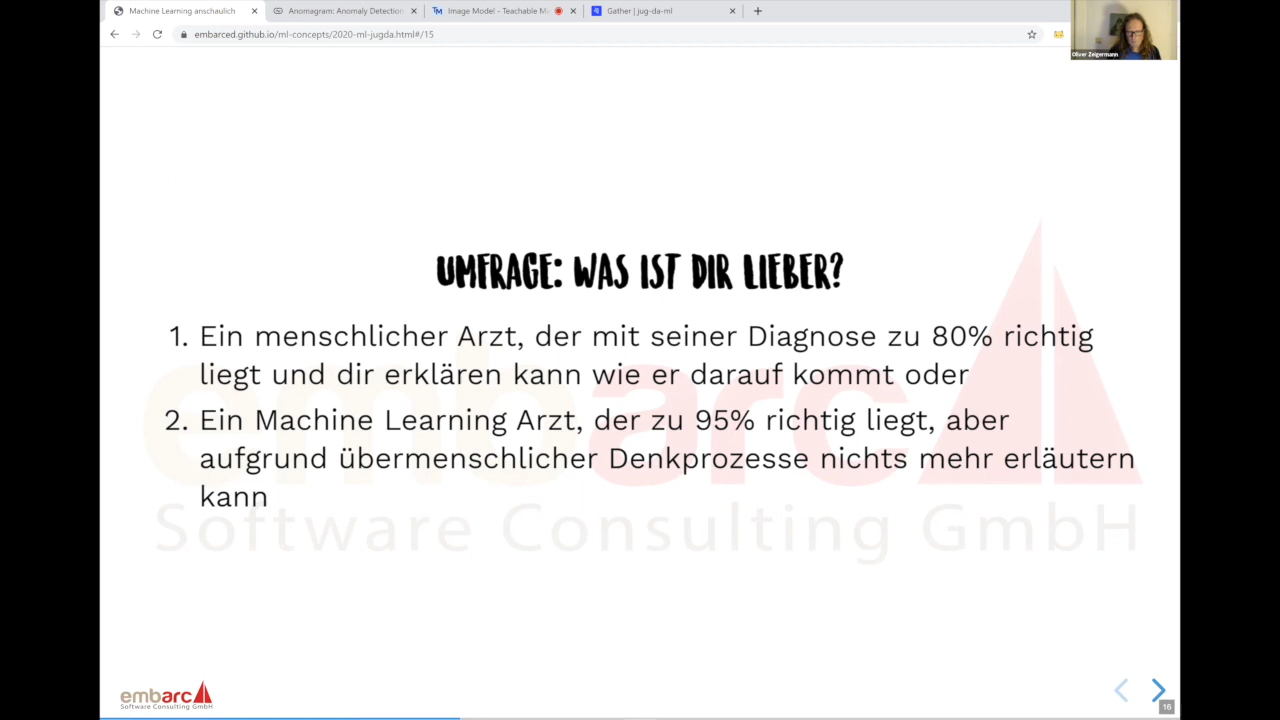 Machine Learning anschaulich
Anomagram: Anomaly Detection
Image Model - Teachable M
Gather | jug-da-ml
embarced.github.io/ml-concepts/2020-ml-jugda.html#/15
Oliver Zeigermann
UMFRAGE: WAS IST DIR LIEBER?
1. Ein menschlicher Arzt, der mit seiner Diagnose zu 80% richtig
liegt und dir erklären kann wie er darauf kommt oder
2. Ein Machine Learning Arzt, der zu 95% richtig liegt, aber
aufgrund übermenschlicher Denkprozesse nichts mehr erläutern
kann
embarc
Software Consulting GmbH
embarc
Software Consulting GmbH
16